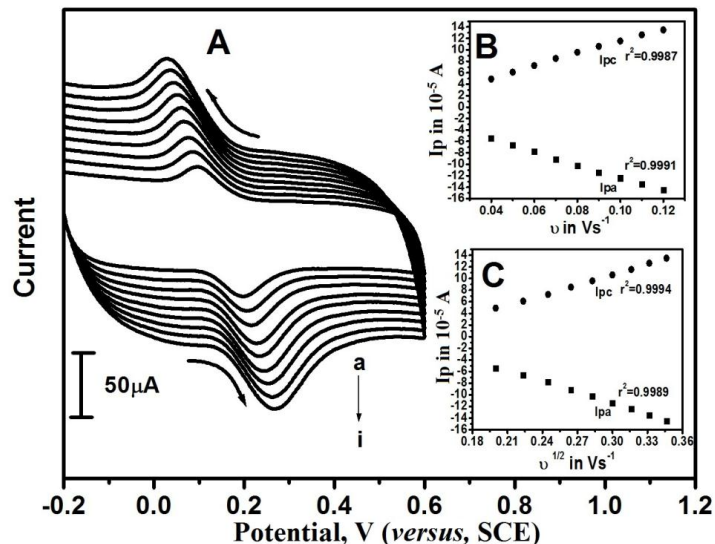 A
Current
50μA
a
i
-0.2 0.0 0.2 0.4 0.6 0.8 1.0 1.2
Potential, V (versus, SCE)
B
Ip in 10⁻⁵ A
14
12
10
8
6
4
2
0
-2
-4
-6
-8
-10
-12
-14
-16
Ipc r²=0.9987
r²=0.9991
Ipa
0.04 0.06 0.08 0.10 0.12
υ in Vs⁻¹
C
Ip in 10⁻⁵ A
14
12
10
8
6
4
2
0
-2
-4
-6
-8
-10
-12
-14
-16
Ipc r²=0.9994
r²=0.9989
Ipa
0.18 0.21 0.24 0.27 0.30 0.33 0.36
υ¹/² in Vs⁻¹